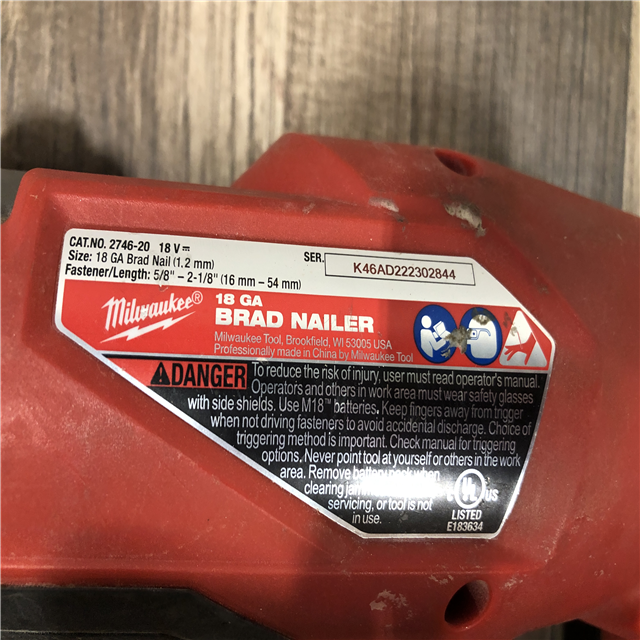 CAT.NO. 2746-20 18 V
Size: 18 GA Brad Nail (1.2 mm)
Fastener/Length: 5/8" – 2-1/8" (16 mm – 54 mm)
SER.
K46AD222302844
Milwaukee®
18 GA
BRAD NAILER
Milwaukee Tool, Brookfield, WI 53005 USA
Professionally made in China by Milwaukee Tool
DANGER
To reduce the risk of injury, user must read operator's manual.
Operators and others in work area must wear safety glasses
with side shields. Use M18™ batteries. Keep fingers away from trigger
when not driving fasteners to avoid accidental discharge. Choice of
triggering method is important. Check manual for triggering
options. Never point tool at yourself or others in the work
area. Remove battery pack when
clearing
servicing, or tool is not
in use.
C UL US
LISTED
E183634